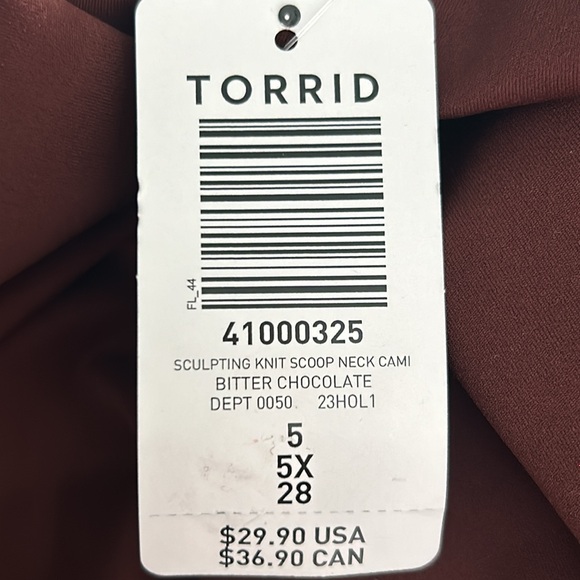 TORRID
FL_44
41000325
SCULPTING KNIT SCOOP NECK CAMI
BITTER CHOCOLATE
DEPT 0050 23HOL1
5
5X
28
$29.90 USA
$36.90 CAN